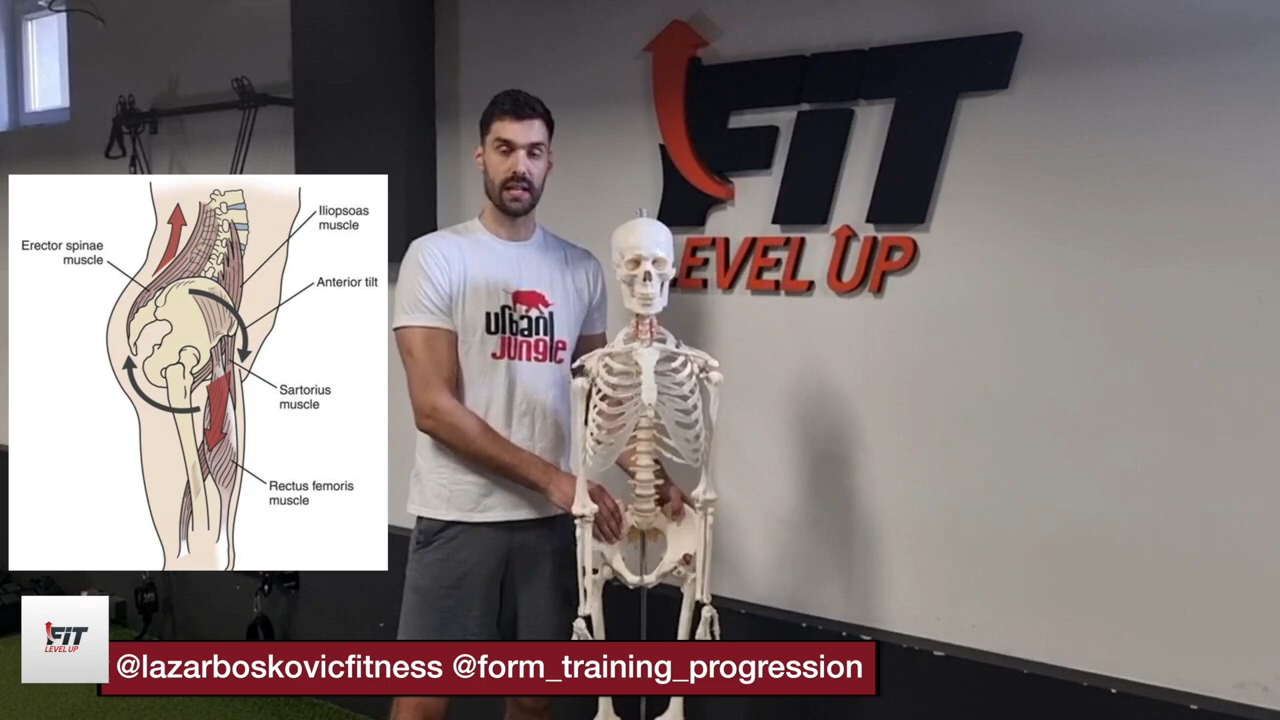 FiT
LEVEL UP
urban
jungle
Iliopsoas
muscle
Erector spinae
muscle
Anterior tilt
Sartorius
muscle
Rectus femoris
muscle
FiT
LEVEL UP
@lazarboskovicfitness @form_training_progression